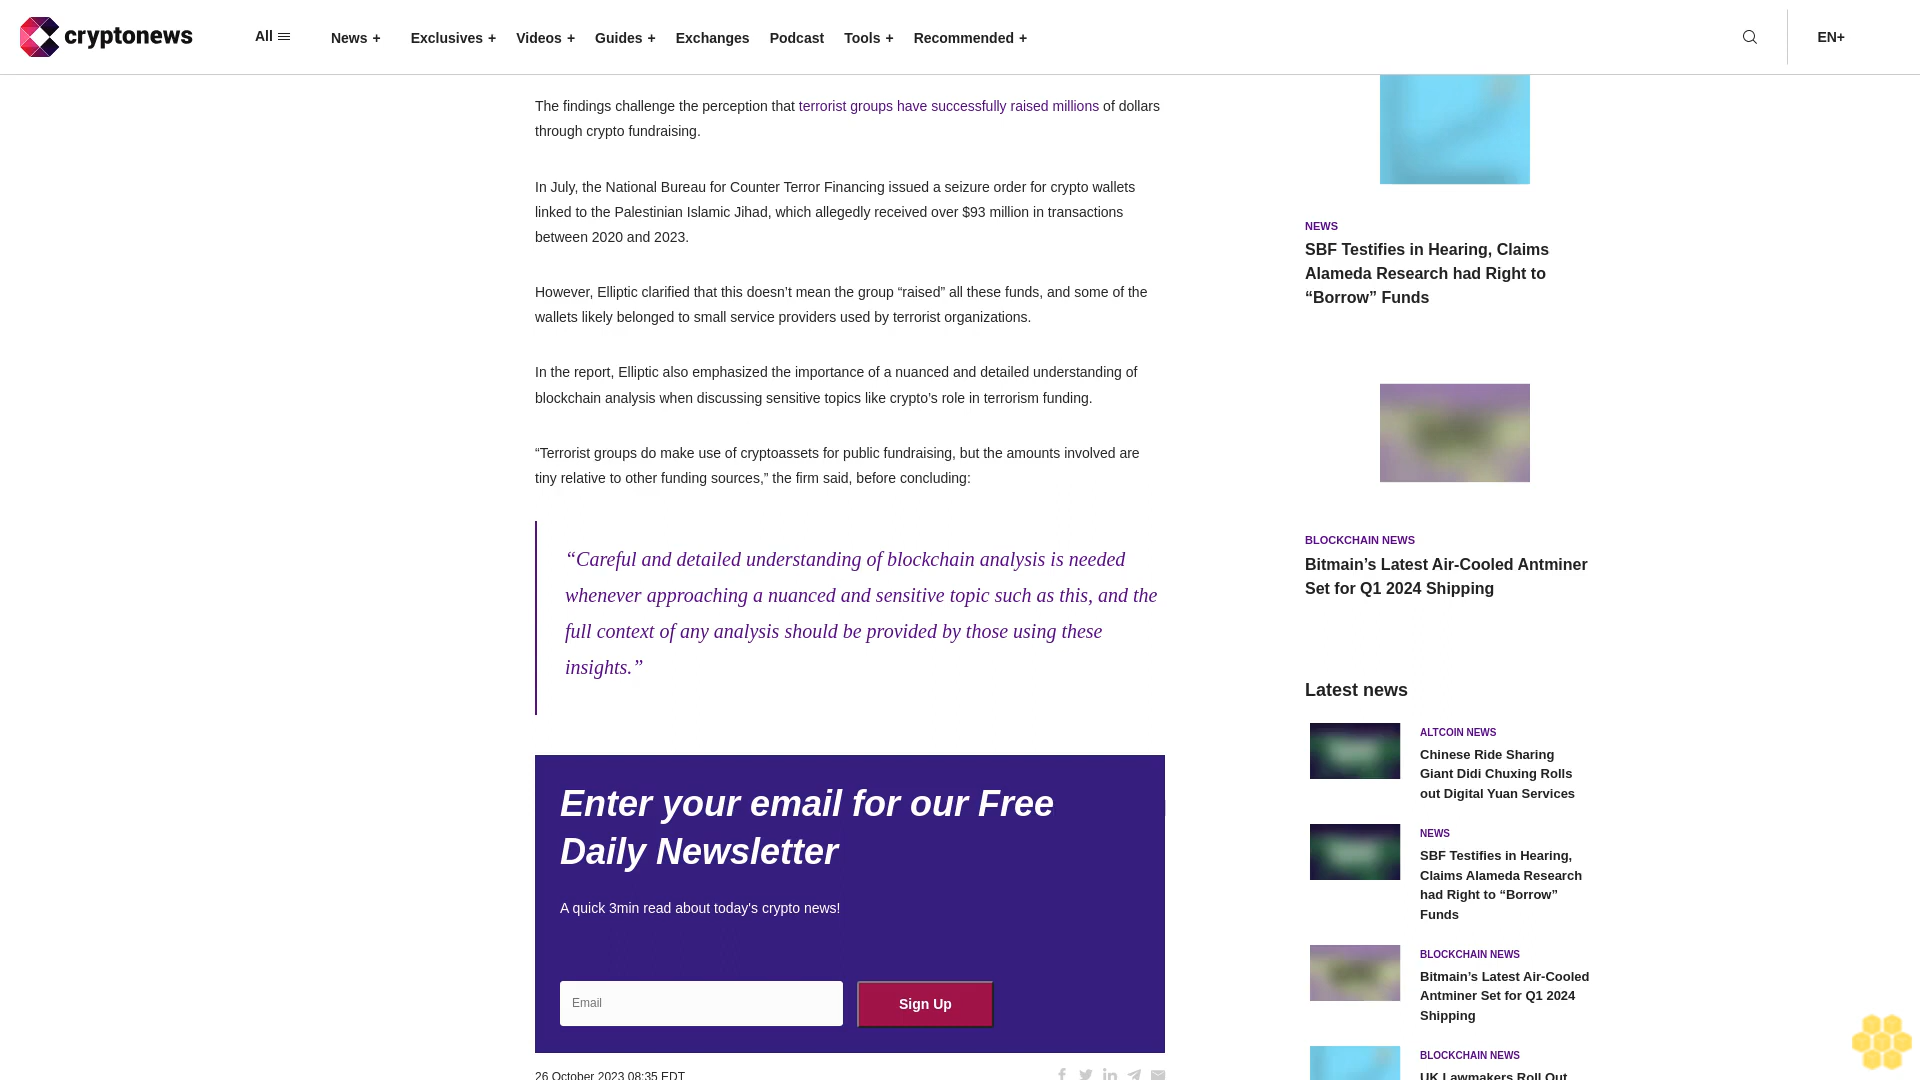 cryptonews
All
News +
Exclusives +
Videos +
Guides +
Exchanges
Podcast
Tools +
Recommended +
EN+
The findings challenge the perception that terrorist groups have successfully raised millions of dollars
through crypto fundraising.
In July, the National Bureau for Counter Terror Financing issued a seizure order for crypto wallets
linked to the Palestinian Islamic Jihad, which allegedly received over $93 million in transactions
between 2020 and 2023.
However, Elliptic clarified that this doesn’t mean the group “raised” all these funds, and some of the
wallets likely belonged to small service providers used by terrorist organizations.
In the report, Elliptic also emphasized the importance of a nuanced and detailed understanding of
blockchain analysis when discussing sensitive topics like crypto’s role in terrorism funding.
“Terrorist groups do make use of cryptoassets for public fundraising, but the amounts involved are
tiny relative to other funding sources,” the firm said, before concluding:
“Careful and detailed understanding of blockchain analysis is needed
whenever approaching a nuanced and sensitive topic such as this, and the
full context of any analysis should be provided by those using these
insights.”
Enter your email for our Free
Daily Newsletter
A quick 3min read about today's crypto news!
Email
Sign Up
26 October 2023 08:35 EDT
NEWS
SBF Testifies in Hearing, Claims
Alameda Research had Right to
“Borrow” Funds
BLOCKCHAIN NEWS
Bitmain’s Latest Air-Cooled Antminer
Set for Q1 2024 Shipping
Latest news
ALTCOIN NEWS
Chinese Ride Sharing
Giant Didi Chuxing Rolls
out Digital Yuan Services
NEWS
SBF Testifies in Hearing,
Claims Alameda Research
had Right to “Borrow”
Funds
BLOCKCHAIN NEWS
Bitmain’s Latest Air-Cooled
Antminer Set for Q1 2024
Shipping
BLOCKCHAIN NEWS
UK Lawmakers Roll Out